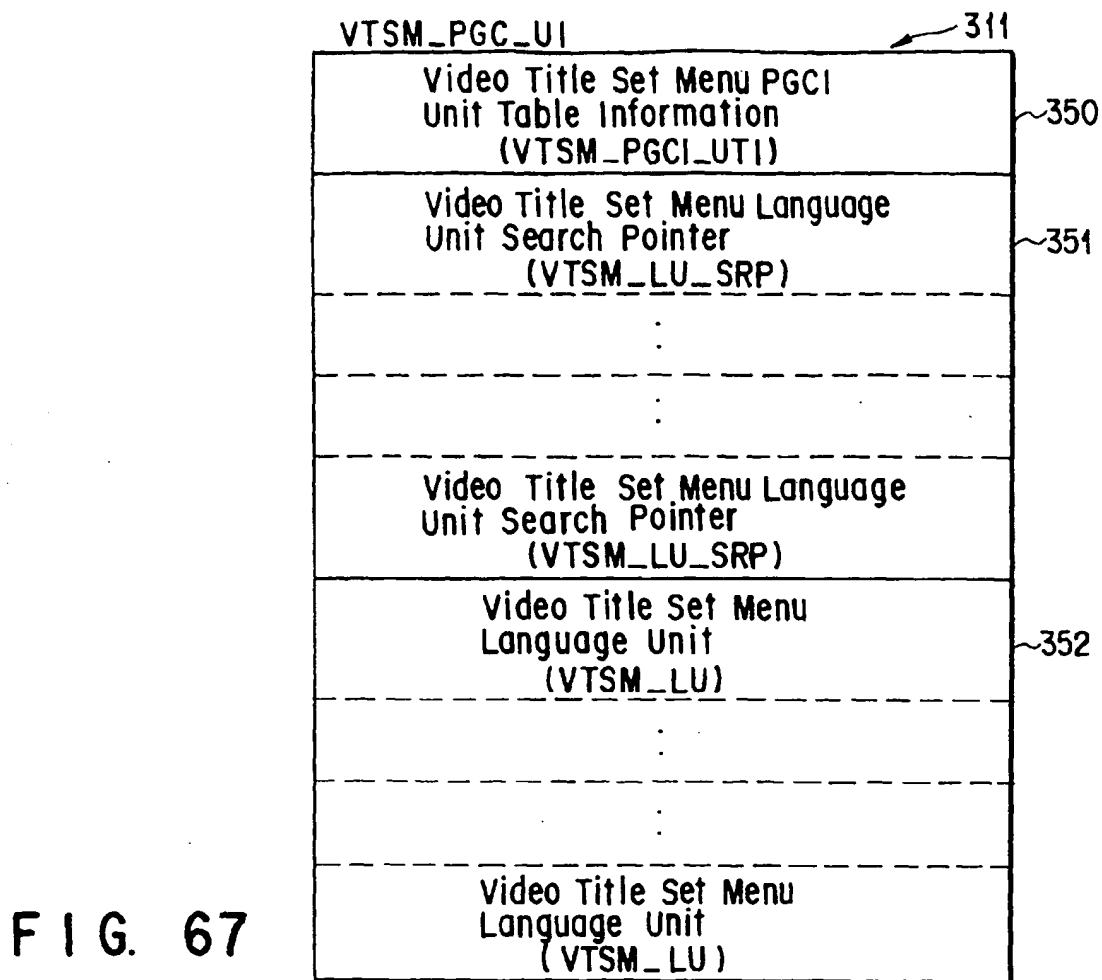 VTSM_PGC_UI
311
Video Title Set Menu PGCI
Unit Table Information
(VTSM_PGCI_UTI)
350
Video Title Set Menu Language
Unit Search Pointer
(VTSM_LU_SRP)
351
Video Title Set Menu Language
Unit Search Pointer
(VTSM_LU_SRP)
Video Title Set Menu
Language Unit
(VTSM_LU)
352
Video Title Set Menu
Language Unit
(VTSM_LU)
FIG. 67